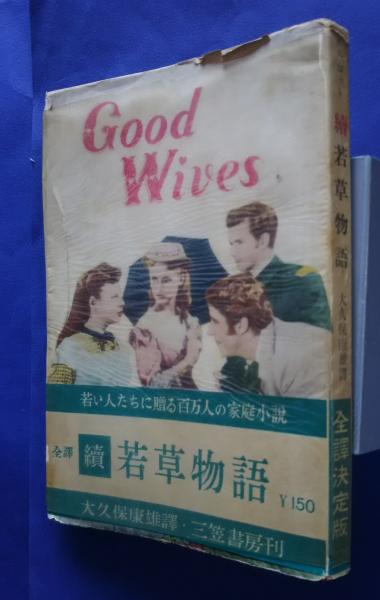 Good
Wives
若い人たちに贈る百万人の家庭小説
全譯 續 若草物語 ¥150
大久保康雄譯・三笠書房刊
續 若草物語
大久保康雄譯
全譯決定版